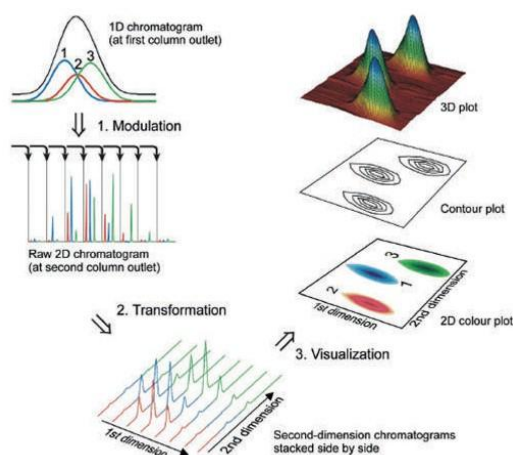 1D chromatogram
(at first column outlet)
1
2
3
1. Modulation
Raw 2D chromatogram
(at second column outlet)
2. Transformation
1st dimension
2nd dimension
Second-dimension chromatograms
stacked side by side
3. Visualization
3D plot
Contour plot
3
1
2
1st dimension
2nd dimension
2D colour plot